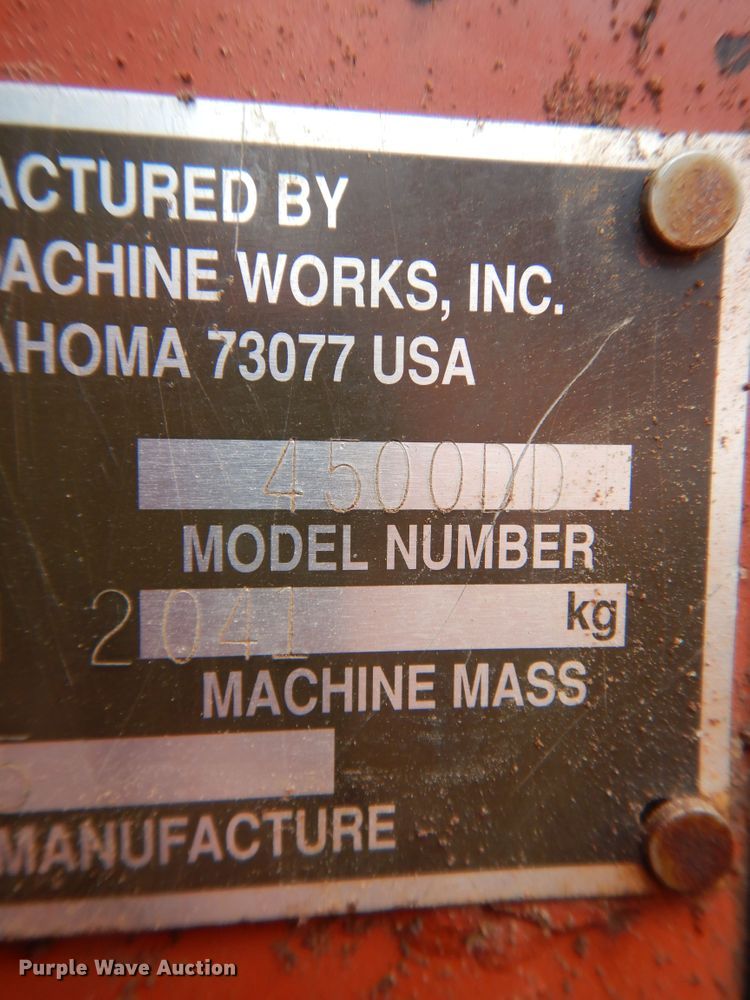 ACTURED BY
ACHINE WORKS, INC.
AHOMA 73077 USA
4500DD
MODEL NUMBER
2041 kg
MACHINE MASS
5
MANUFACTURE
Purple Wave Auction